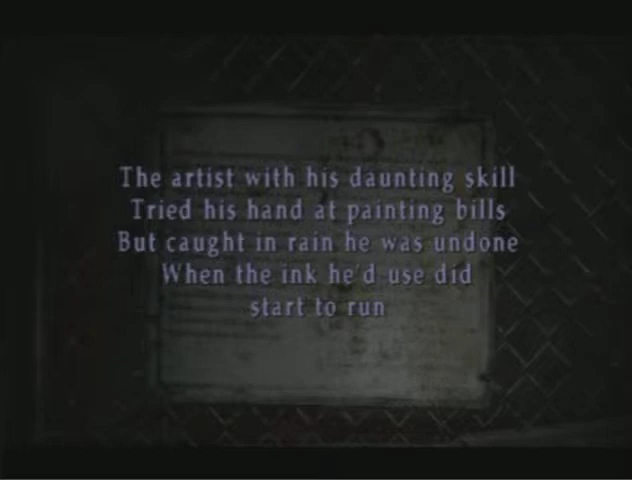 The artist with his daunting skill
Tried his hand at painting bills
But caught in rain he was undone
When the ink he'd use did
start to run